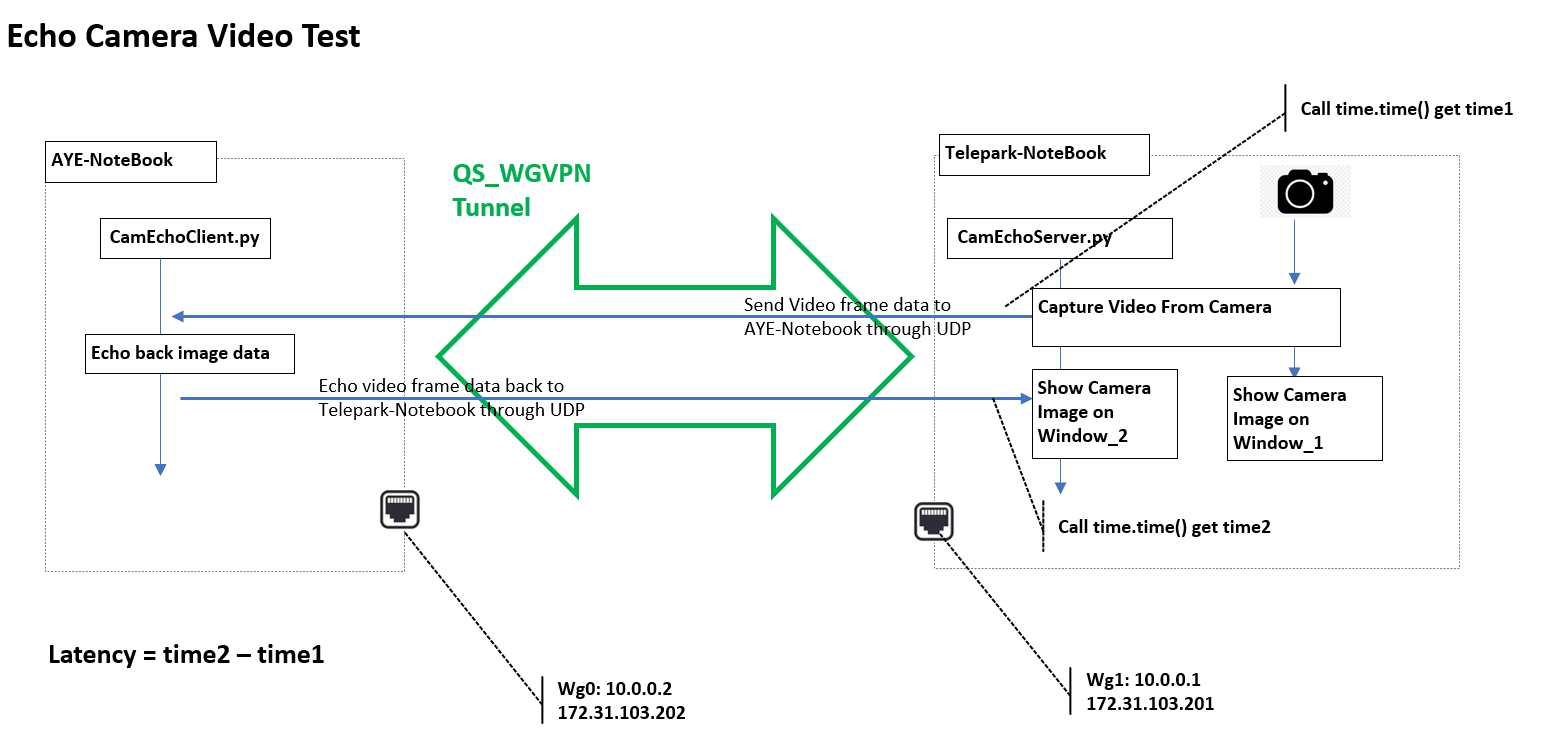 Echo Camera Video Test
Call time.time() get time1
AYE-NoteBook
Telepark-NoteBook
QS_WGVPN
Tunnel
CamEchoClient.py
CamEchoServer.py
Send Video frame data to
AYE-Notebook through UDP
Capture Video From Camera
Echo back image data
Echo video frame data back to
Telepark-Notebook through UDP
Show Camera
Image on
Window_2
Show Camera
Image on
Window_1
Call time.time() get time2
Latency = time2 – time1
Wg0: 10.0.0.2
172.31.103.202
Wg1: 10.0.0.1
172.31.103.201